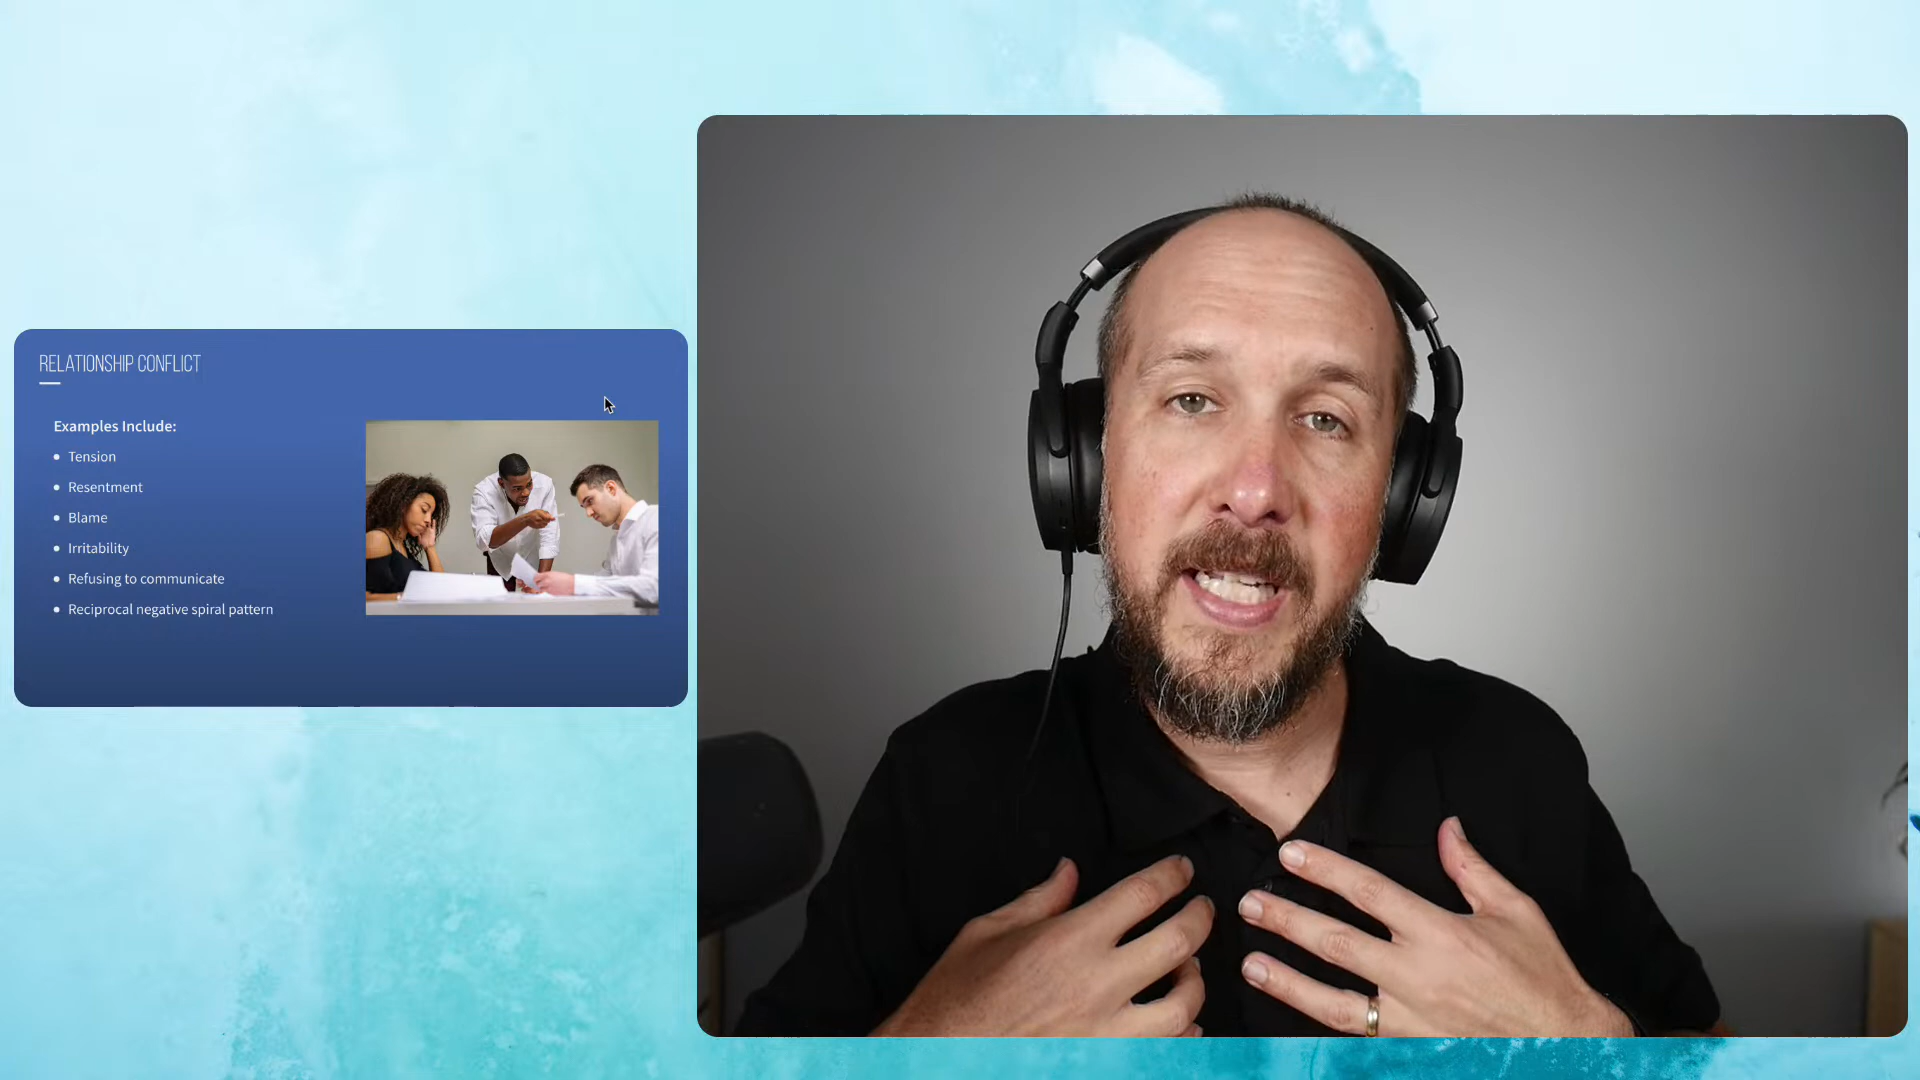 RELATIONSHIP CONFLICT
Examples Include:
Tension
Resentment
Blame
Irritability
Refusing to communicate
Reciprocal negative spiral pattern